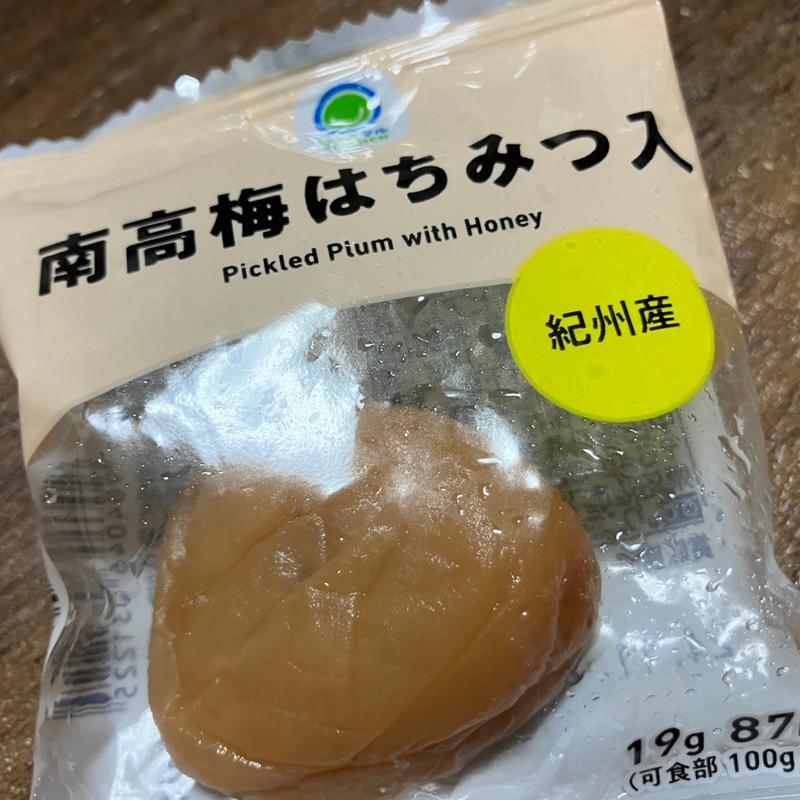 南高梅はちみつ入
Pickled Plum with Honey
紀州産
19g 87
(可食部 100g